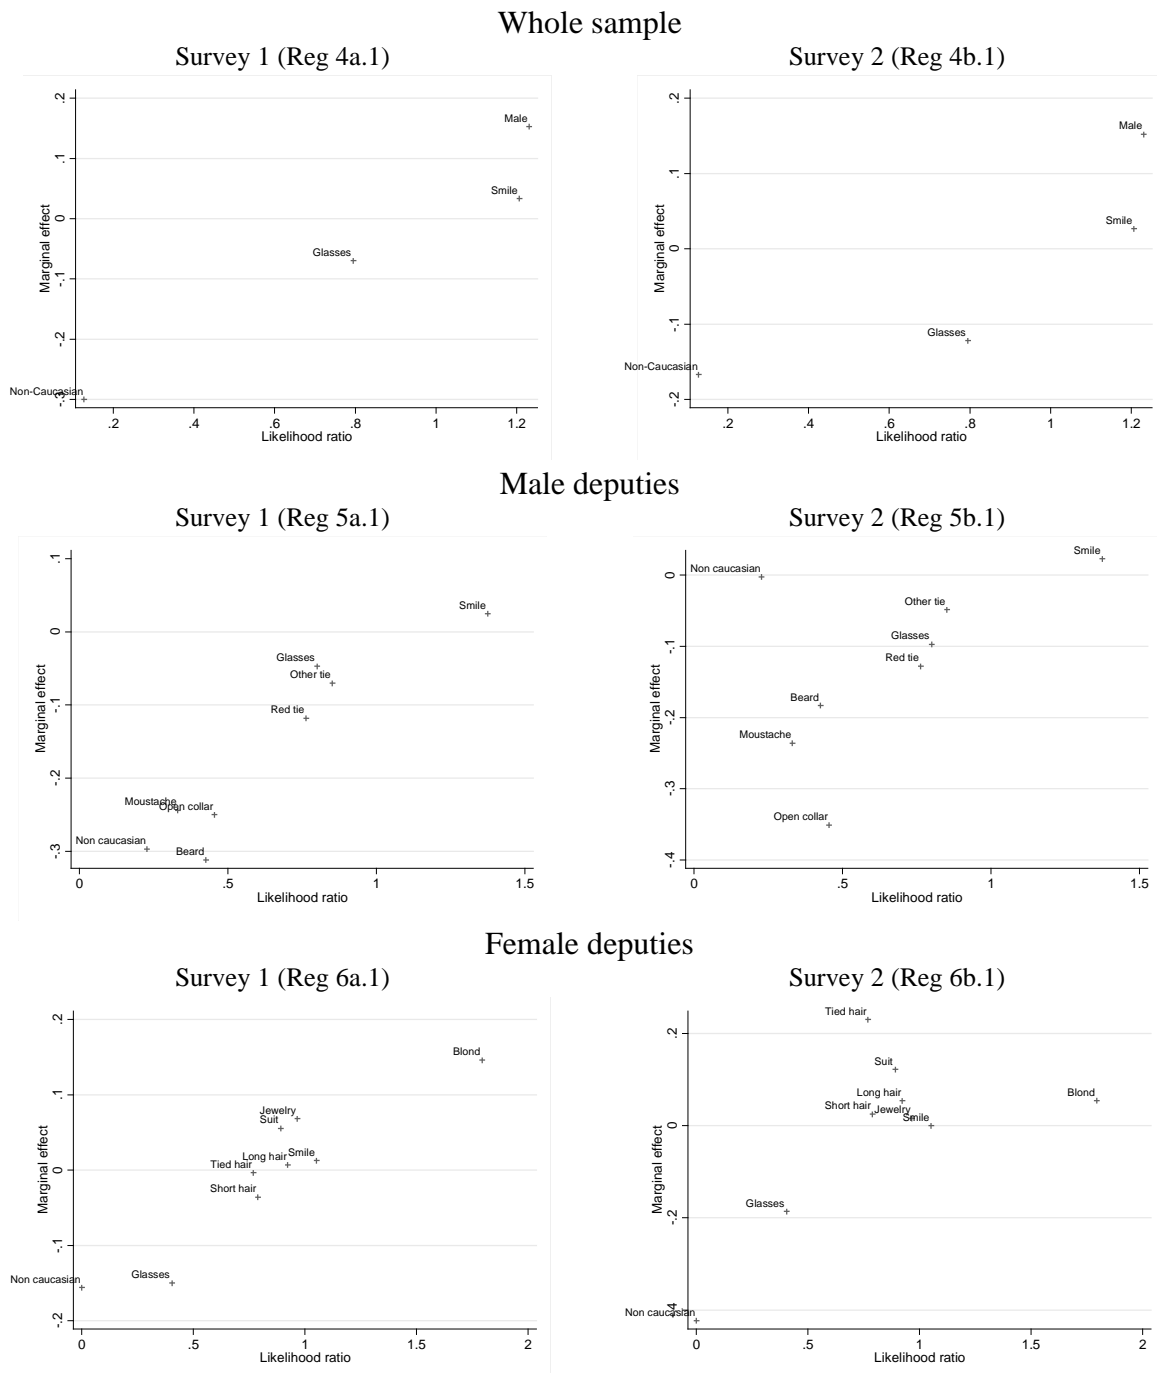 Whole sample
Survey 1 (Reg 4a.1)
Survey 2 (Reg 4b.1)
Marginal effect
.2
.1
0
-.1
-.2
-.3
Male
Smile
Glasses
Non-Caucasian
.2 .4 .6 .8 1 1.2
Likelihood ratio
Marginal effect
.2
.1
0
-.1
-.2
Male
Smile
Glasses
Non-Caucasian
.2 .4 .6 .8 1 1.2
Likelihood ratio
Male deputies
Survey 1 (Reg 5a.1)
Survey 2 (Reg 5b.1)
Marginal effect
.1
0
-.1
-.2
-.3
Smile
Glasses
Other tie
Red tie
Moustache
Open collar
Non caucasian
Beard
0 .5 1 1.5
Likelihood ratio
Marginal effect
0
-.1
-.2
-.3
-.4
Smile
Non caucasian
Other tie
Glasses
Red tie
Beard
Moustache
Open collar
0 .5 1 1.5
Likelihood ratio
Female deputies
Survey 1 (Reg 6a.1)
Survey 2 (Reg 6b.1)
Marginal effect
.2
.1
0
-.1
-.2
Blond
Jewelry
Suit
Long hair
Smile
Tied hair
Short hair
Glasses
Non caucasian
0 .5 1 1.5 2
Likelihood ratio
Marginal effect
.2
0
-.2
-.4
Tied hair
Suit
Long hair
Blond
Short hair
Jewelry
Smile
Glasses
Non caucasian
0 .5 1 1.5 2
Likelihood ratio